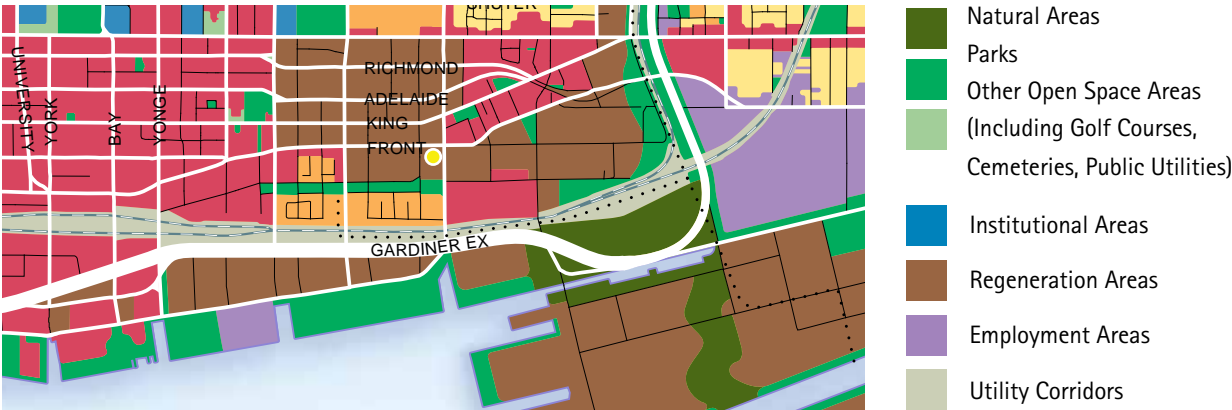 RICHMOND
ADELAIDE
KING
FRONT
UNIVERSITY
YORK
BAY
YONGE
GARDINER EX
Natural Areas
Parks
Other Open Space Areas
(Including Golf Courses,
Cemeteries, Public Utilities)
Institutional Areas
Regeneration Areas
Employment Areas
Utility Corridors